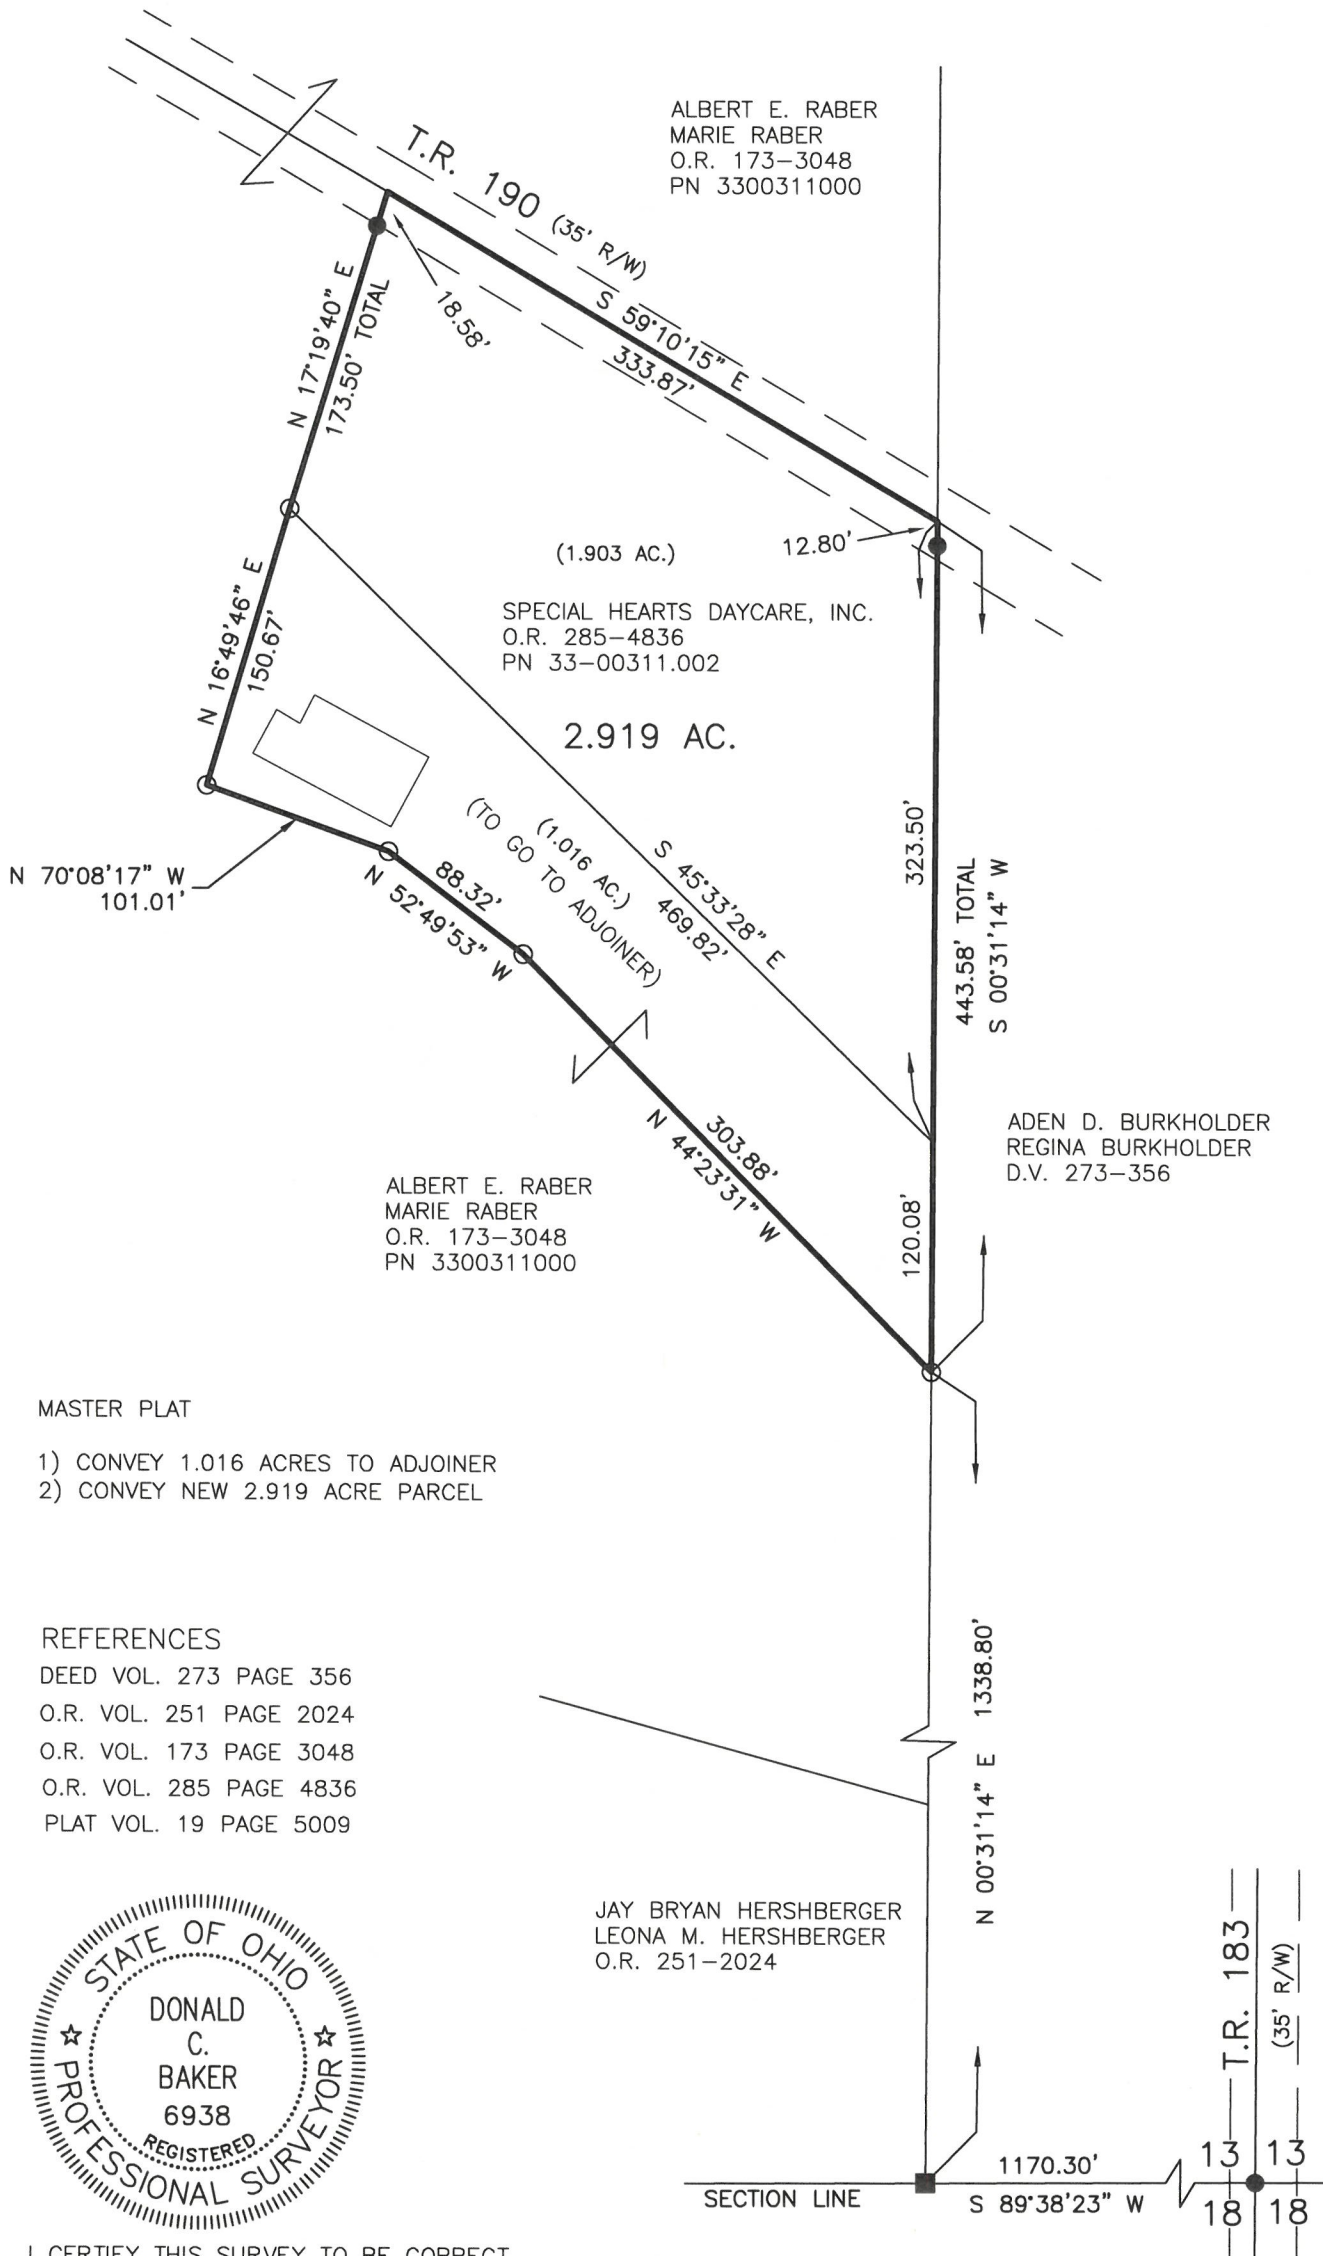 ALBERT E. RABER
MARIE RABER
O.R. 173-3048
PN 3300311000
T.R. 190 (35' R/W)
18.58'
S 59°10'15" E
333.87'
N 17°19'40" E
173.50' TOTAL
(1.903 AC.)
12.80'
SPECIAL HEARTS DAYCARE, INC.
O.R. 285-4836
PN 33-00311.002
2.919 AC.
N 16°49'46" E
150.67'
N 70°08'17" W
101.01'
88.32'
N 52°49'53" W
(1.016 AC.)
(TO GO TO ADJOINER)
S 45°33'28" E
469.82'
323.50'
443.58' TOTAL
S 00°31'14" W
303.88'
N 44°23'31" W
120.08'
ADEN D. BURKHOLDER
REGINA BURKHOLDER
D.V. 273-356
ALBERT E. RABER
MARIE RABER
O.R. 173-3048
PN 3300311000
MASTER PLAT
1) CONVEY 1.016 ACRES TO ADJOINER
2) CONVEY NEW 2.919 ACRE PARCEL
REFERENCES
DEED VOL. 273 PAGE 356
O.R. VOL. 251 PAGE 2024
O.R. VOL. 173 PAGE 3048
O.R. VOL. 285 PAGE 4836
PLAT VOL. 19 PAGE 5009
N 00°31'14" E 1338.80'
JAY BRYAN HERSHBERGER
LEONA M. HERSHBERGER
O.R. 251-2024
T.R. 183
(35' R/W)
STATE OF OHIO
DONALD
C.
BAKER
6938
REGISTERED
PROFESSIONAL SURVEYOR
1170.30'
SECTION LINE
S 89°38'23" W
13 13
18 18
I CERTIFY THIS SURVEY TO BE CORRECT